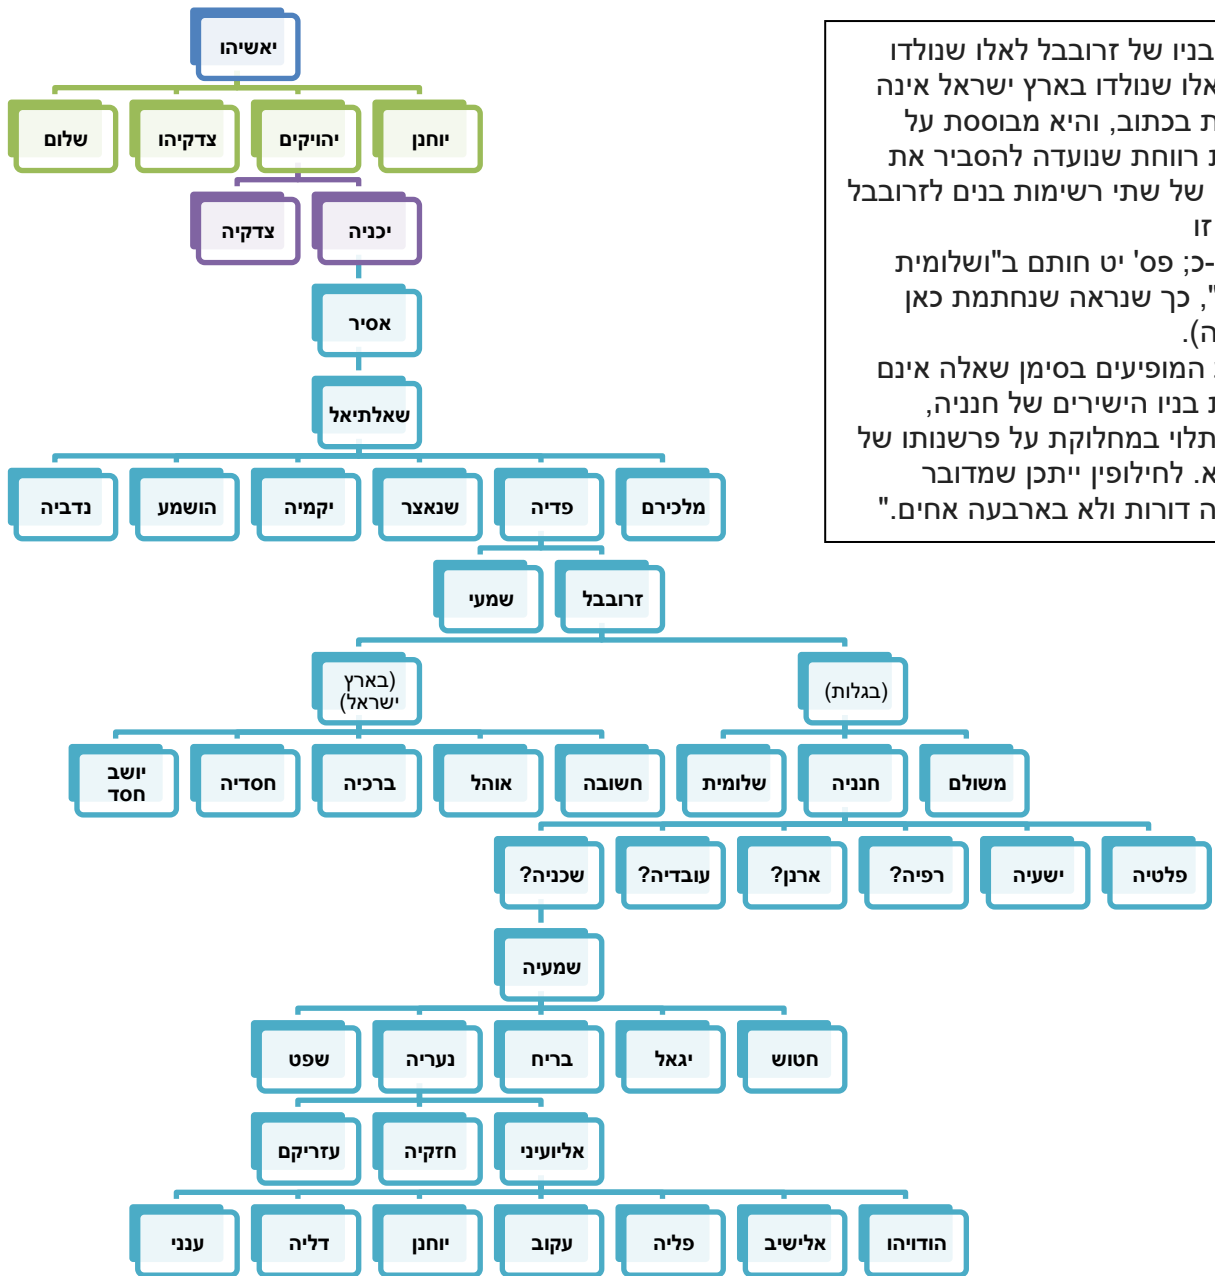 בניו של זרובבל לאלו שנולדו
אלו שנולדו בארץ ישראל אינה
ת בכתוב, והיא מבוססת על
ת רווחת שנועדה להסביר את
של שתי רשימות בנים לזרובבל
זו
-כ; פס' יט חותם ב"ושלומית
", כך שנראה שנחתמת כאן
ה).
המופיעים בסימן שאלה אינם
ת בניו הישירים של חנניה,
תלוי במחלוקת על פרשנותו של
א. לחילופין ייתכן שמדובר
ה דורות ולא בארבעה אחים."
יאשיהו
יוחנן
יהויקים
צדקיהו
שלום
יכניה
צדקיה
אסיר
שאלתיאל
מלכירם
פדיה
שנאצר
יקמיה
הושמע
נדביה
זרובבל
שמעי
(בגלות)
(בארץ
ישראל)
משולם
חנניה
שלומית
חשובה
אוהל
ברכיה
חסדיה
יושב
חסד
פלטיה
ישעיה
רפיה?
ארנן?
עובדיה?
שכניה?
שמעיה
חטוש
יגאל
בריח
נעריה
שפט
אליועיני
חזקיה
עזריקם
הודויהו
אלישיב
פליה
עקוב
יוחנן
דליה
ענני